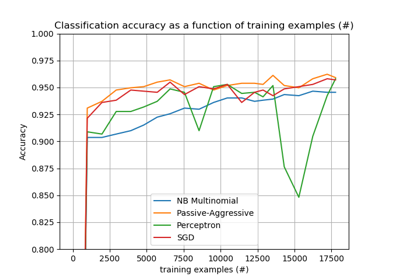 Classification accuracy as a function of training examples (#)
1.000
0.975
0.950
0.925
0.900
0.875
0.850
0.825
0.800
Accuracy
NB Multinomial
Passive-Aggressive
Perceptron
SGD
0 2500 5000 7500 10000 12500 15000 17500
training examples (#)